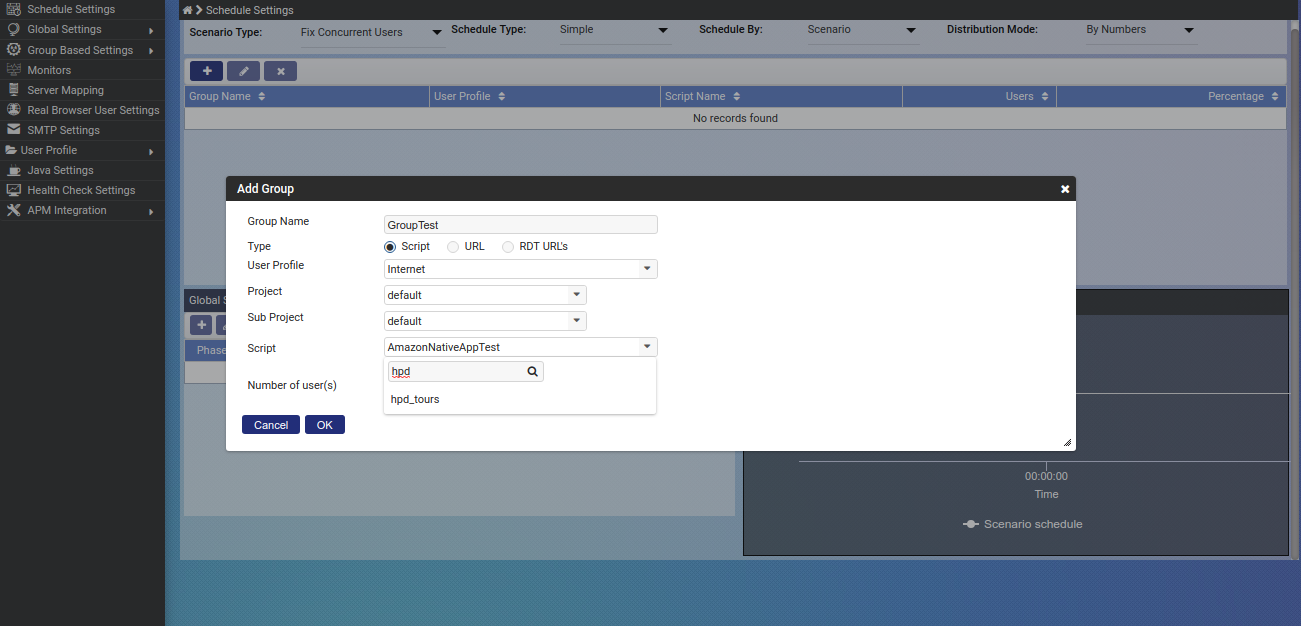 Schedule Settings
Global Settings
Group Based Settings
Monitors
Server Mapping
Real Browser User Settings
SMTP Settings
User Profile
Java Settings
Health Check Settings
APM Integration
Schedule Settings
Scenario Type: Fix Concurrent Users Schedule Type: Simple Schedule By: Scenario Distribution Mode: By Numbers
Group Name User Profile Script Name Users Percentage
No records found
Add Group
Group Name GroupTest
Type Script URL RDT URL's
User Profile Internet
Project default
Sub Project default
Script AmazonNativeAppTest
hpd
hpd_tours
Number of user(s)
Cancel OK
Global S
Phase
00:00:00
Time
Scenario schedule